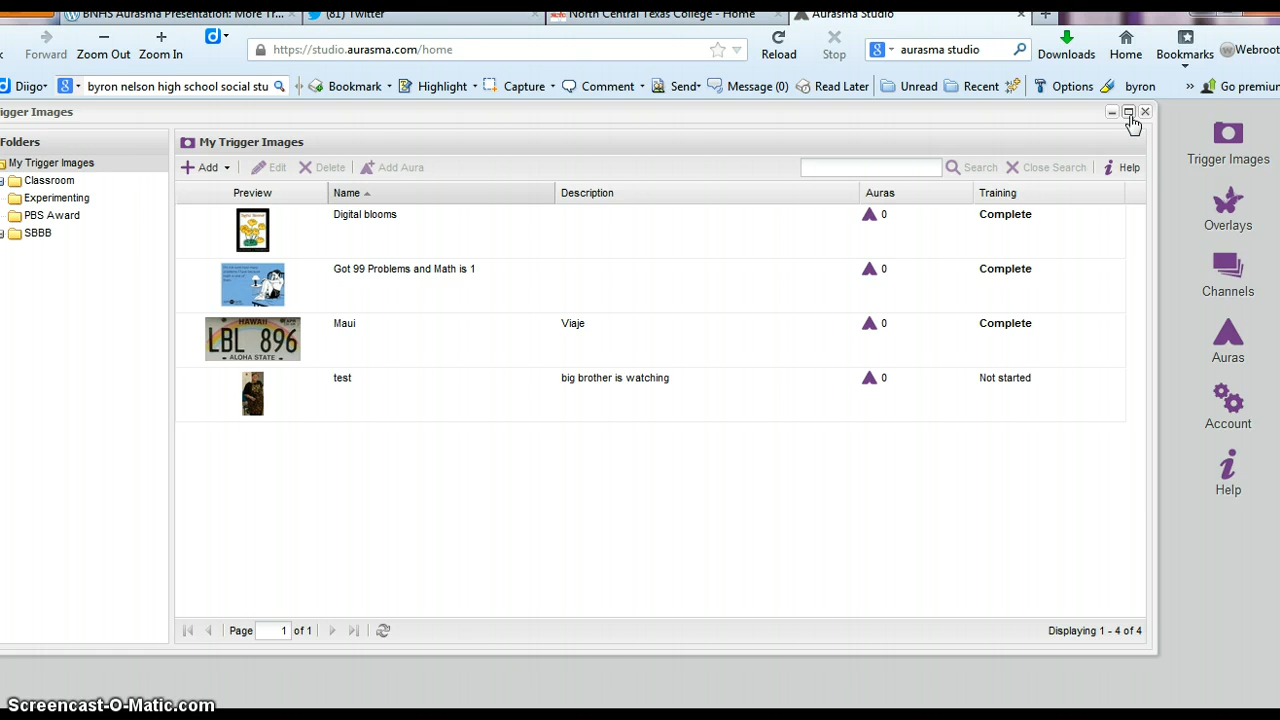 BNHS Aurasma Presentation: More Tr...
(81) Twitter
North Central Texas College - Home
Aurasma Studio
Forward
Zoom Out
Zoom In
https://studio.aurasma.com/home
Reload
Stop
aurasma studio
Downloads
Home
Bookmarks
Webroot
Diigo
byron nelson high school social stu
Bookmark
Highlight
Capture
Comment
Send
Message (0)
Read Later
Unread
Recent
Options
byron
»
Go premiu
igger Images
Folders
My Trigger Images
Classroom
Experimenting
PBS Award
SBBB
My Trigger Images
Add
Edit
Delete
Add Aura
Search
Close Search
Help
Preview
Name
Description
Auras
Training
Digital blooms
0
Complete
Got 99 Problems and Math is 1
0
Complete
HAWAII
LBL 896
ALOHA STATE
Maui
Viaje
0
Complete
test
big brother is watching
0
Not started
Page 1 of 1
Displaying 1 - 4 of 4
Trigger Images
Overlays
Channels
Auras
Account
Help
Screencast-O-Matic.com